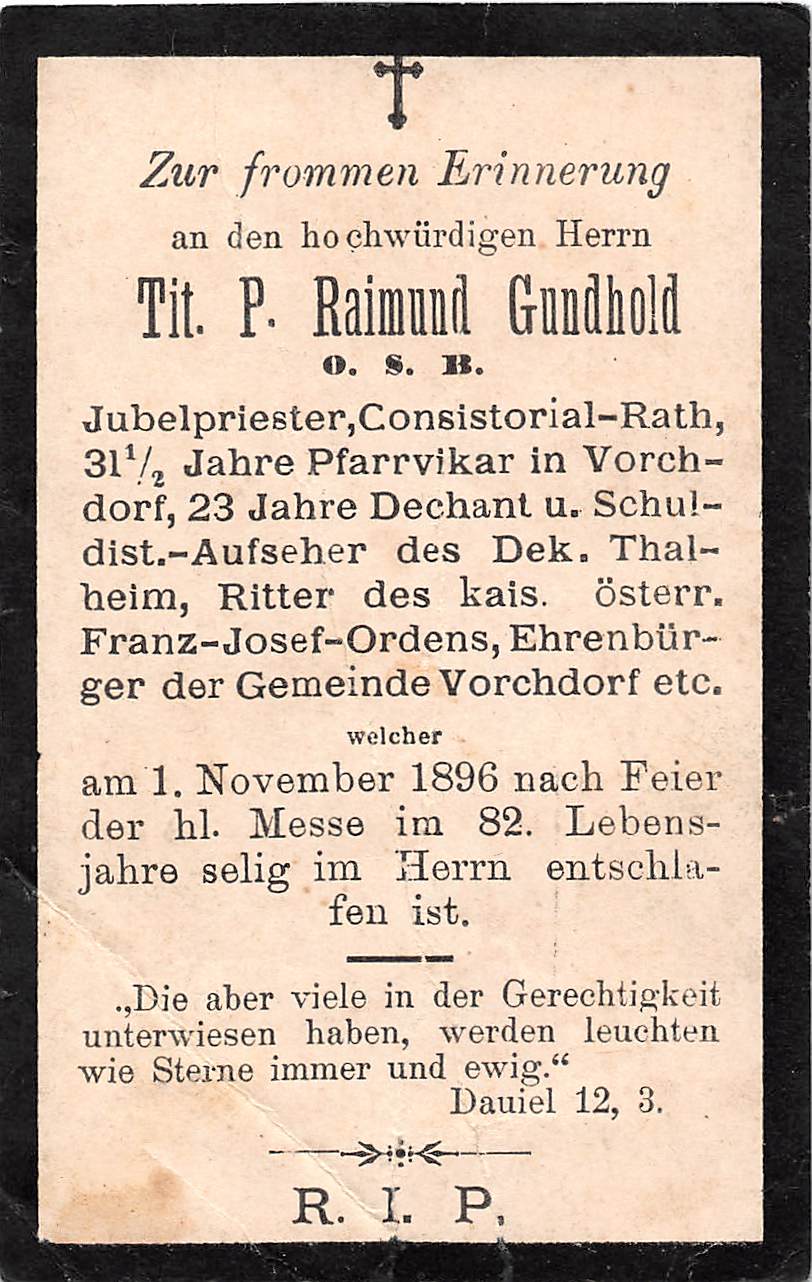 Zur frommen Erinnerung
an den hochwürdigen Herrn
Tit. P. Raimund Gundhold
O. S. B.
Jubelpriester, Consistorial-Rath,
31½ Jahre Pfarrvikar in Vorch-
dorf, 23 Jahre Dechant u. Schul-
dist.-Aufseher des Dek. Thal-
heim, Ritter des kais. österr.
Franz-Josef-Ordens, Ehrenbür-
ger der Gemeinde Vorchdorf etc.
welcher
am 1. November 1896 nach Feier
der hl. Messe im 82. Lebens-
jahre selig im Herrn entschla-
fen ist.
„Die aber viele in der Gerechtigkeit
unterwiesen haben, werden leuchten
wie Sterne immer und ewig.“
Dauiel 12, 3.
R. I. P.